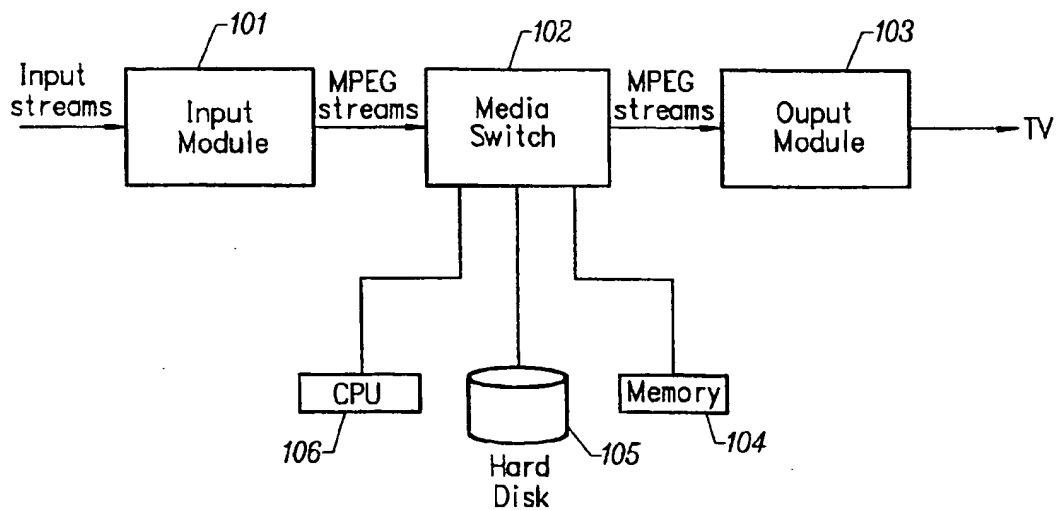 101
102
103
Input
streams
Input
Module
MPEG
streams
Media
Switch
MPEG
streams
Ouput
Module
TV
CPU
106
Hard
Disk
105
Memory
104